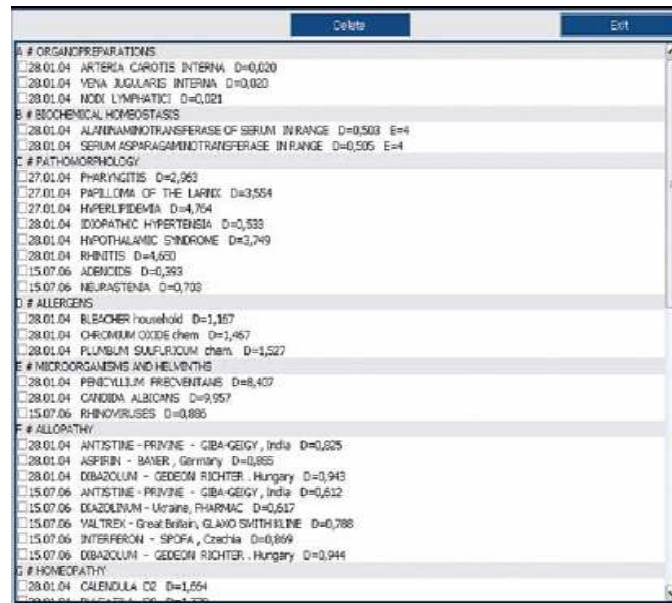 Delete Exit
A # ORGANOPREPARATIONS
28.01.04 ARTERIA CAROTIS INTERNA D=0,020
28.01.04 VENA JUGULARIS INTERNA D=0,020
28.01.04 NODI LYMPHATICI D=0,021
B # BIOCHEMICAL HOMEOSTASIS
28.01.04 ALANINAMINOTRANSFERASE OF SERUM IN RANGE D=0,503 E=4
28.01.04 SERUM ASPARAGAMINOTRANSFERASE IN RANGE D=0,505 E=4
C # PATHOMORPHOLOGY
27.01.04 PHARYNGITIS D=2,963
27.01.04 PAPILLOMA OF THE LARINX D=3,554
27.01.04 HYPERLIPIDEMIA D=4,764
28.01.04 IDIOPATHIC HYPERTENSIA D=0,533
28.01.04 HYPOTHALAMIC SYNDROME D=3,749
28.01.04 RHINITIS D=4,650
15.07.06 ADENOIDS D=0,393
15.07.06 NEURASTENIA D=0,703
D # ALLERGENS
28.01.04 BLEACHER household D=1,167
28.01.04 CHROMIUM OXIDE chem D=1,467
28.01.04 PLUMBUM SULFURICUM chem. D=1,527
E # MICROORGANISMS AND HELMINTHS
28.01.04 PENICYLLIUM FRECVENTANS D=8,407
28.01.04 CANDIDA ALBICANS D=9,957
15.07.06 RHINOVIRUSES D=0,886
F # ALLOPATHY
28.01.04 ANTISTINE - PRIVINE - GIBA-GEIGY , India D=0,825
28.01.04 ASPIRIN - BAYER , Germany D=0,865
28.01.04 DIBAZOLUM - GEDEON RICHTER . Hungary D=0,943
15.07.06 ANTISTINE - PRIVINE - GIBA-GEIGY , India D=0,612
15.07.06 DIAZOLINUM - Ukraine, PHARMAC D=0,617
15.07.06 VALTREX - Great Britain, GLAXO SMITH KLINE D=0,788
15.07.06 INTERFERON - SPOFA , Czechia D=0,869
15.07.06 DIBAZOLUM - GEDEON RICHTER . Hungary D=0,944
G # HOMEOPATHY
28.01.04 CALENDULA D2 D=1,664